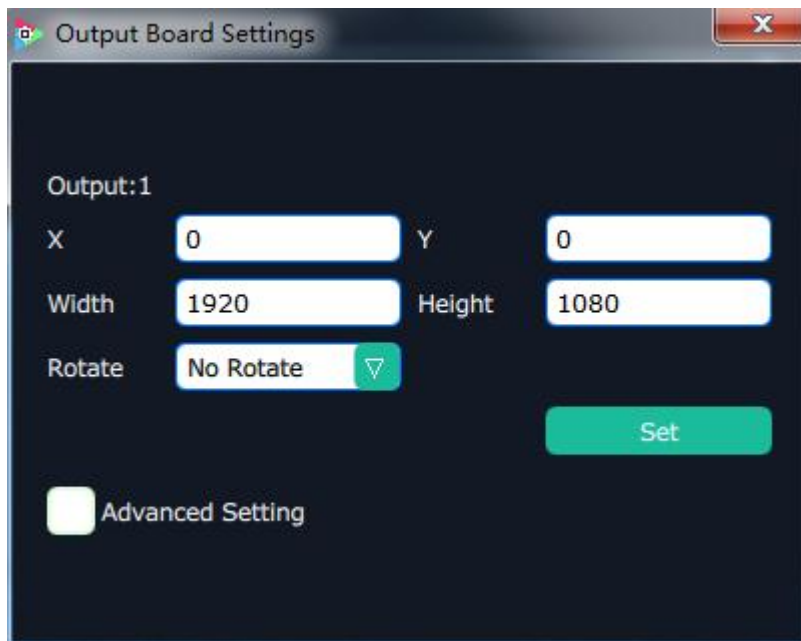 Output Board Settings
Output:1
X 0 Y 0
Width 1920 Height 1080
Rotate No Rotate
Set
Advanced Setting